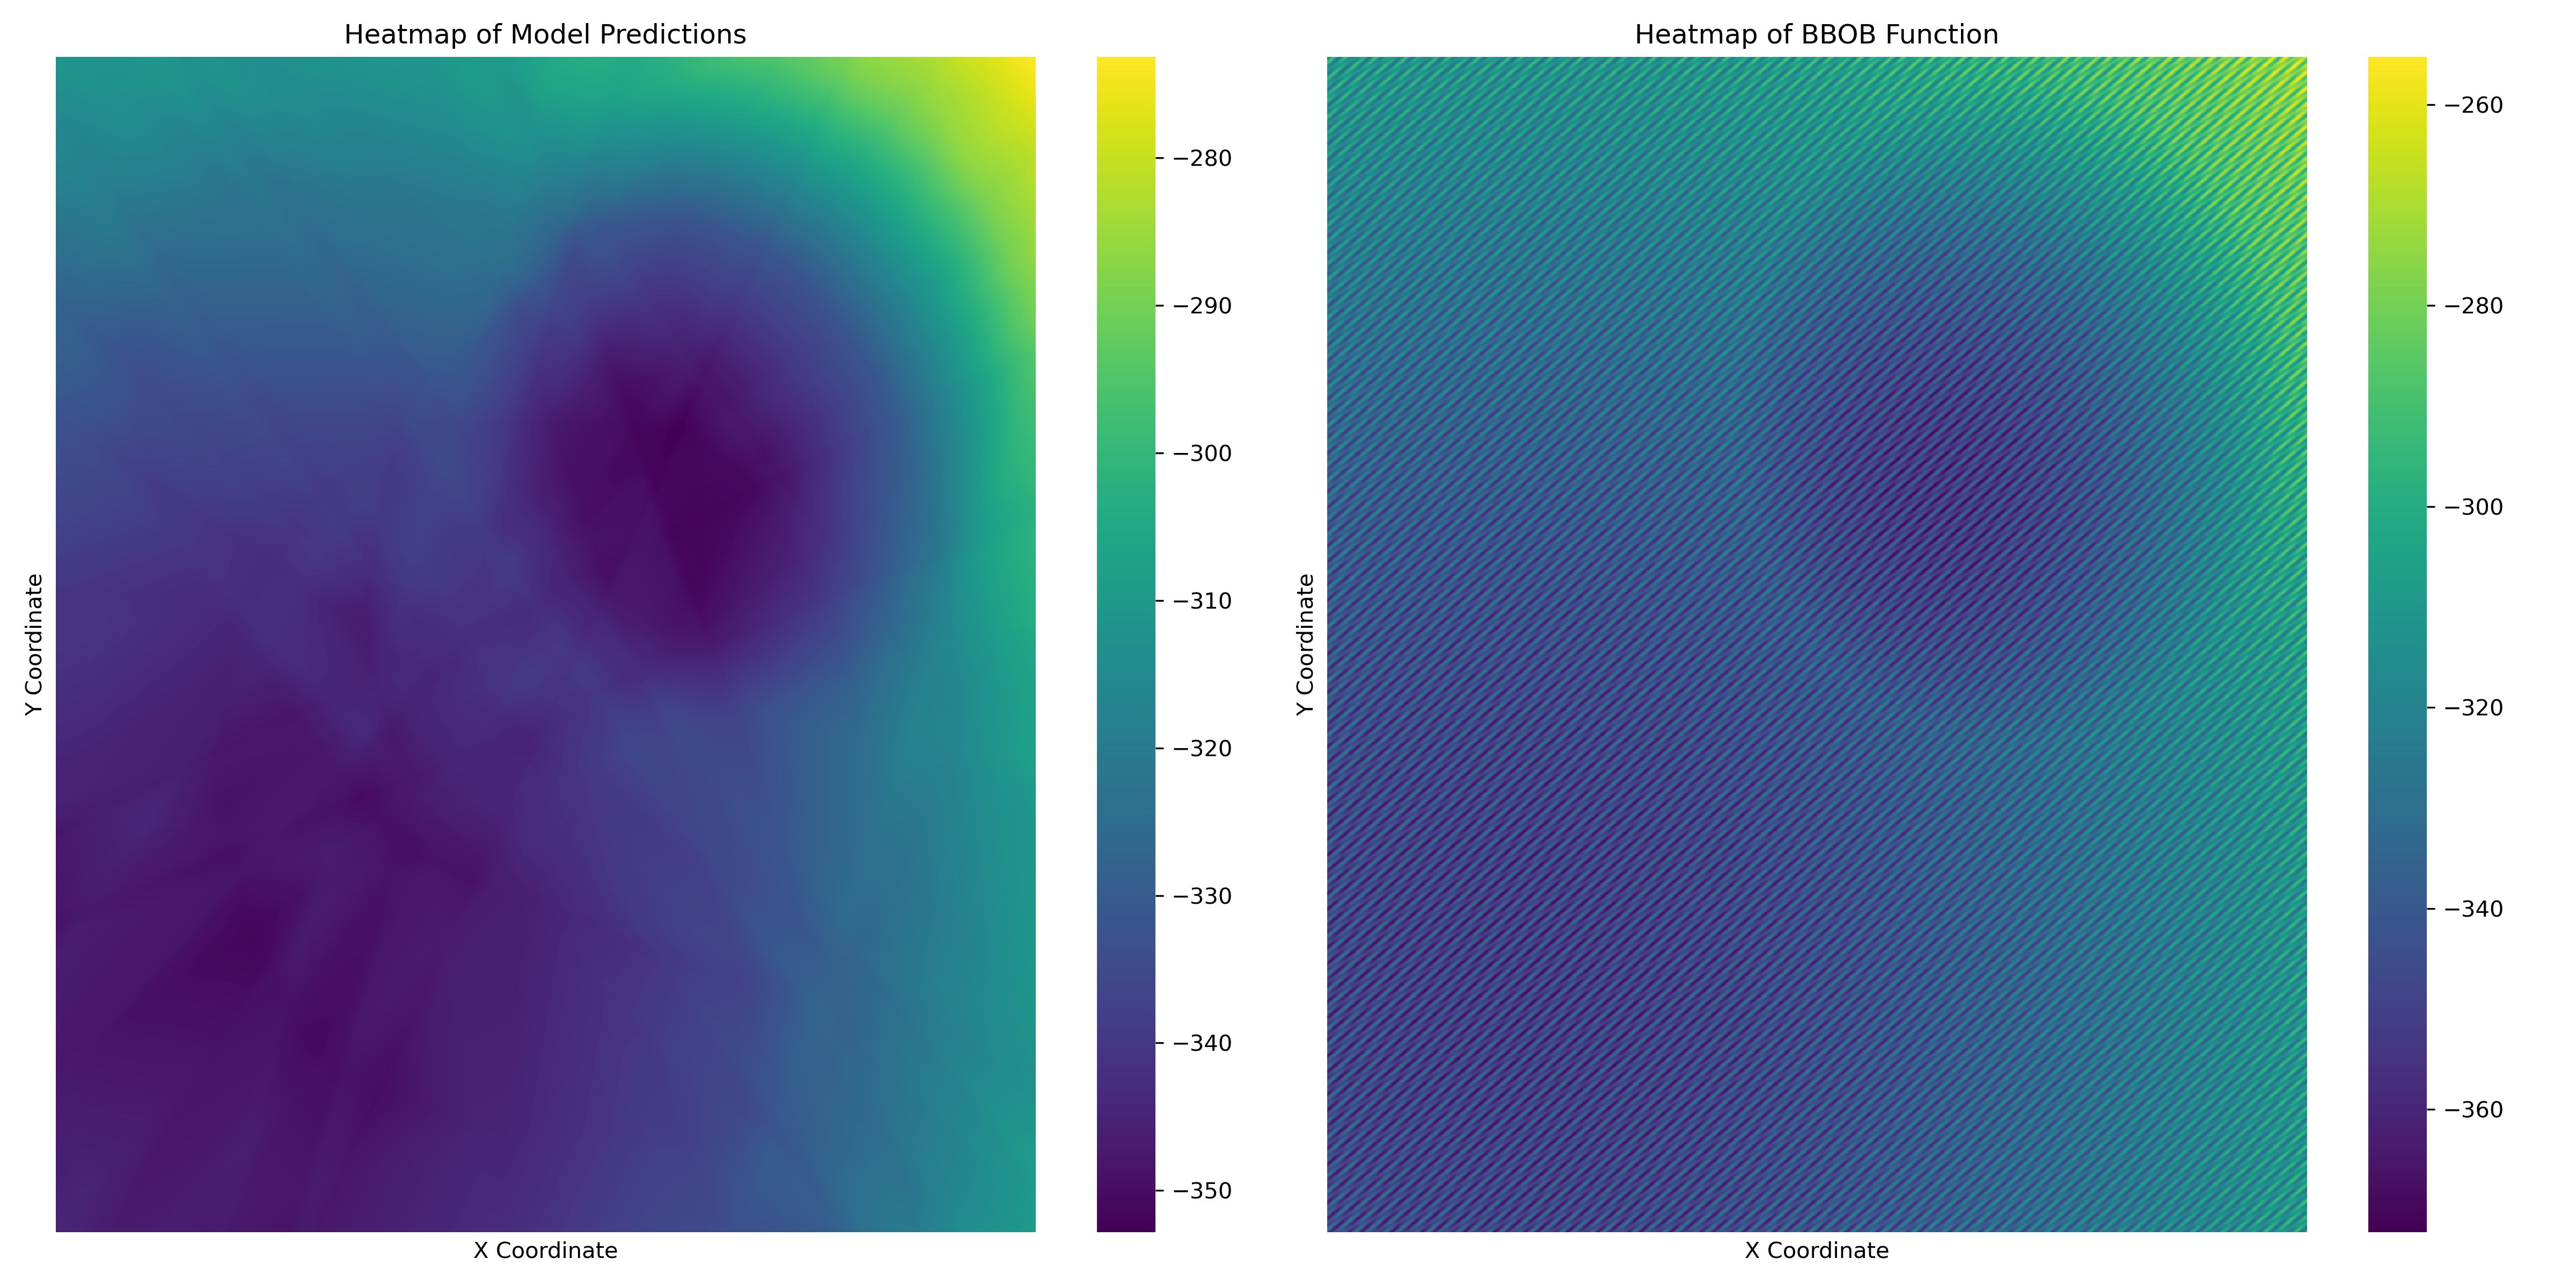 Heatmap of Model Predictions
Y Coordinate
X Coordinate
−280
−290
−300
−310
−320
−330
−340
−350
Heatmap of BBOB Function
Y Coordinate
X Coordinate
−260
−280
−300
−320
−340
−360